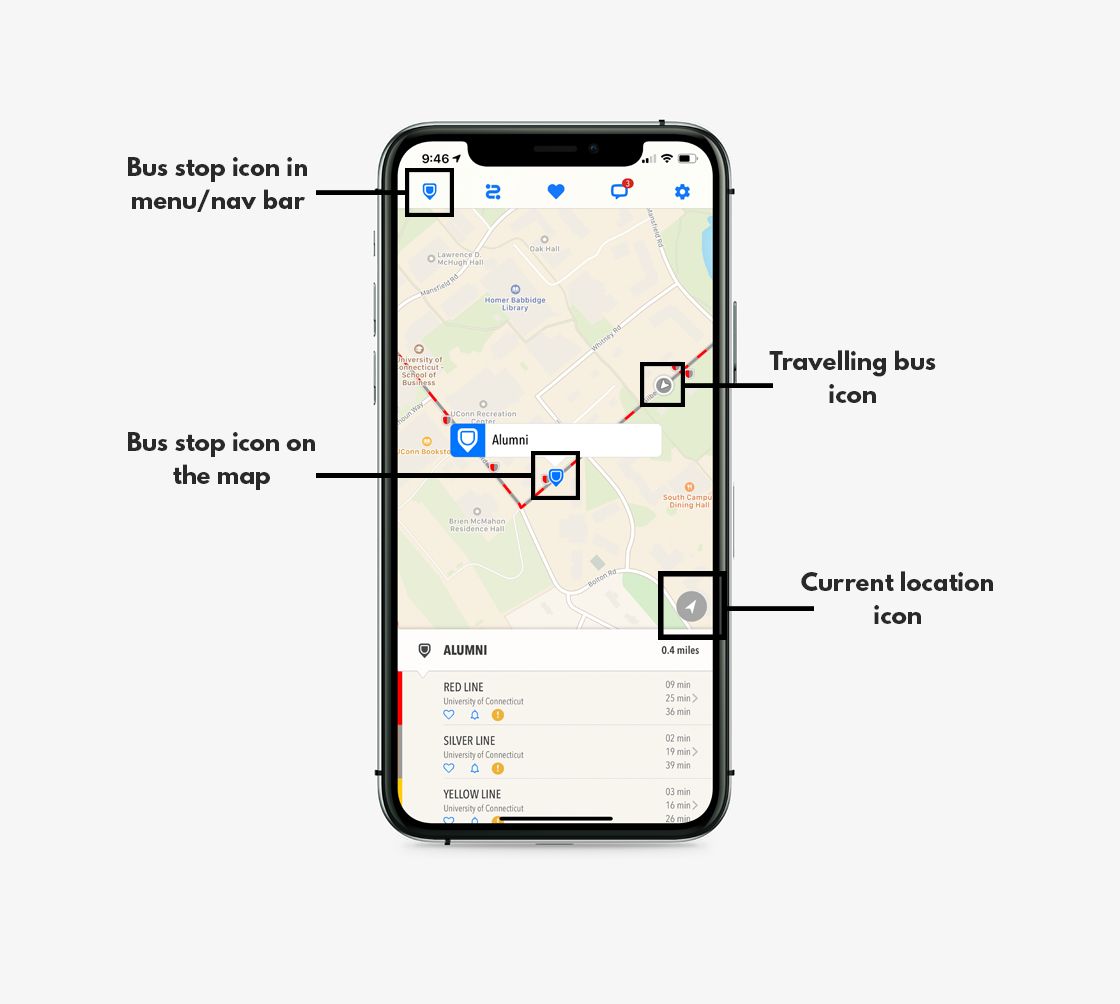 Bus stop icon in
menu/nav bar
9:46
3
Mansfield Rd
Oak Hall
Lawrence D.
McHugh Hall
Mansfield Rd
Homer Babbidge
Library
Whitney Rd
University of
Connecticut -
School of
Business
Travelling bus
icon
UConn Recreation
Center
Bus stop icon on
the map
UConn Booksto
Alumni
South Campu
Dining Hall
Brien McMahon
Residence Hall
Bolton Rd
Current location
icon
ALUMNI
0.4 miles
RED LINE
University of Connecticut
09 min
25 min
36 min
SILVER LINE
University of Connecticut
02 min
19 min
39 min
YELLOW LINE
University of Connecticut
03 min
16 min
26 min